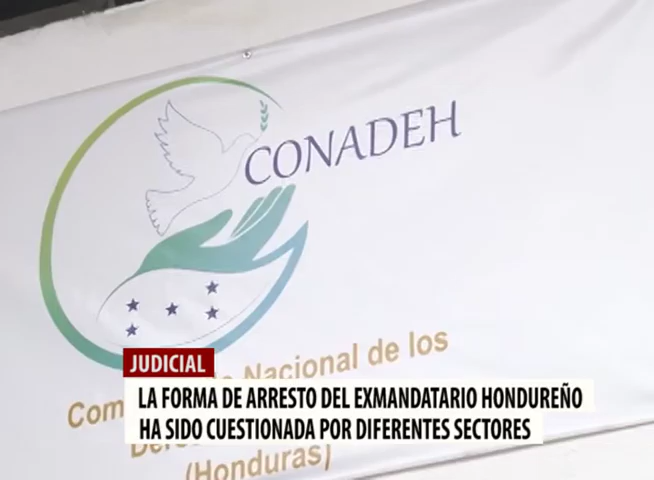 CONADEH
Com Nacional de los
JUDICIAL
LA FORMA DE ARRESTO DEL EXMANDATARIO HONDUREÑO
HA SIDO CUESTIONADA POR DIFERENTES SECTORES
(Honduras)